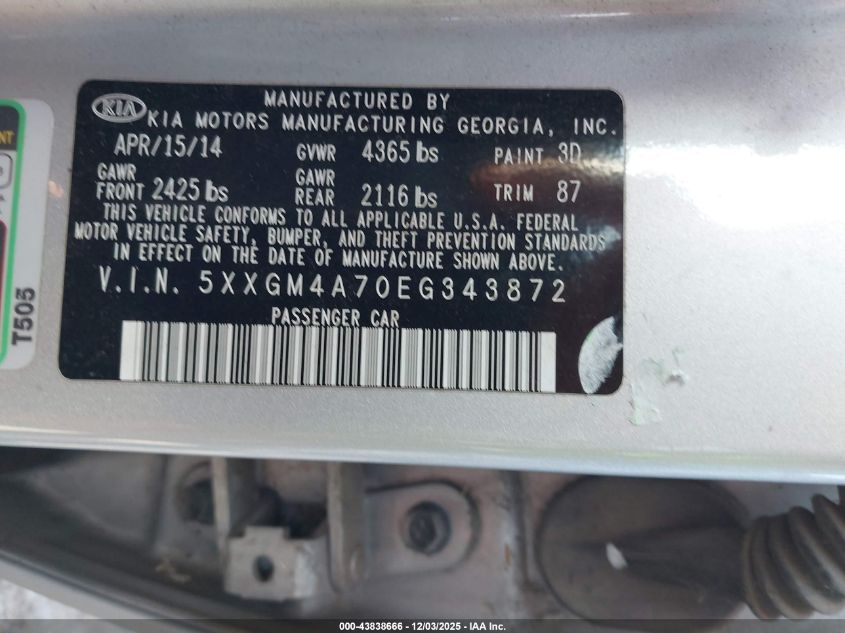 MANUFACTURED BY
KIA KIA MOTORS MANUFACTURING GEORGIA, INC.
APR/15/14 GVWR 4365 lbs PAINT 3D
GAWR FRONT 2425 lbs GAWR REAR 2116 lbs TRIM 87
THIS VEHICLE CONFORMS TO ALL APPLICABLE U.S.A. FEDERAL
MOTOR VEHICLE SAFETY, BUMPER, AND THEFT PREVENTION STANDARDS
IN EFFECT ON THE DATE OF MANUFACTURE SHOWN ABOVE.
V.I.N. 5XXGM4A70EG343872
PASSENGER CAR
T505
000-43838666 - 12/03/2025 - IAA Inc.